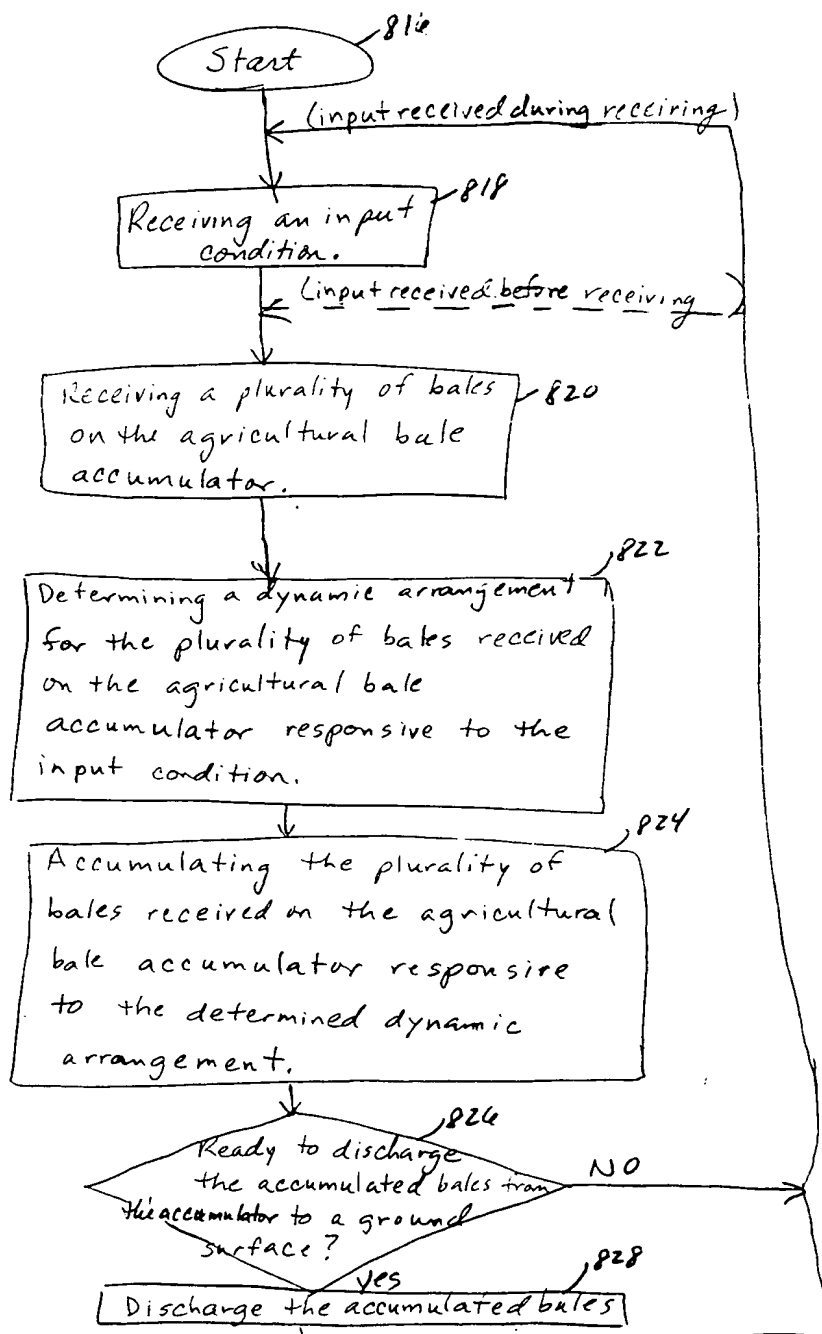 816
Start
(input received during receiving)
818
Receiving an input
condition.
(input received before receiving)
820
Receiving a plurality of bales
on the agricultural bale
accumulator.
822
Determining a dynamic arrangement
for the plurality of bales received
on the agricultural bale
accumulator responsive to the
input condition.
824
Accumulating the plurality of
bales received on the agricultural
bale accumulator responsive
to the determined dynamic
arrangement.
826
Ready to discharge
the accumulated bales from
the accumulator to a ground
surface?
NO
yes
828
Discharge the accumulated bales